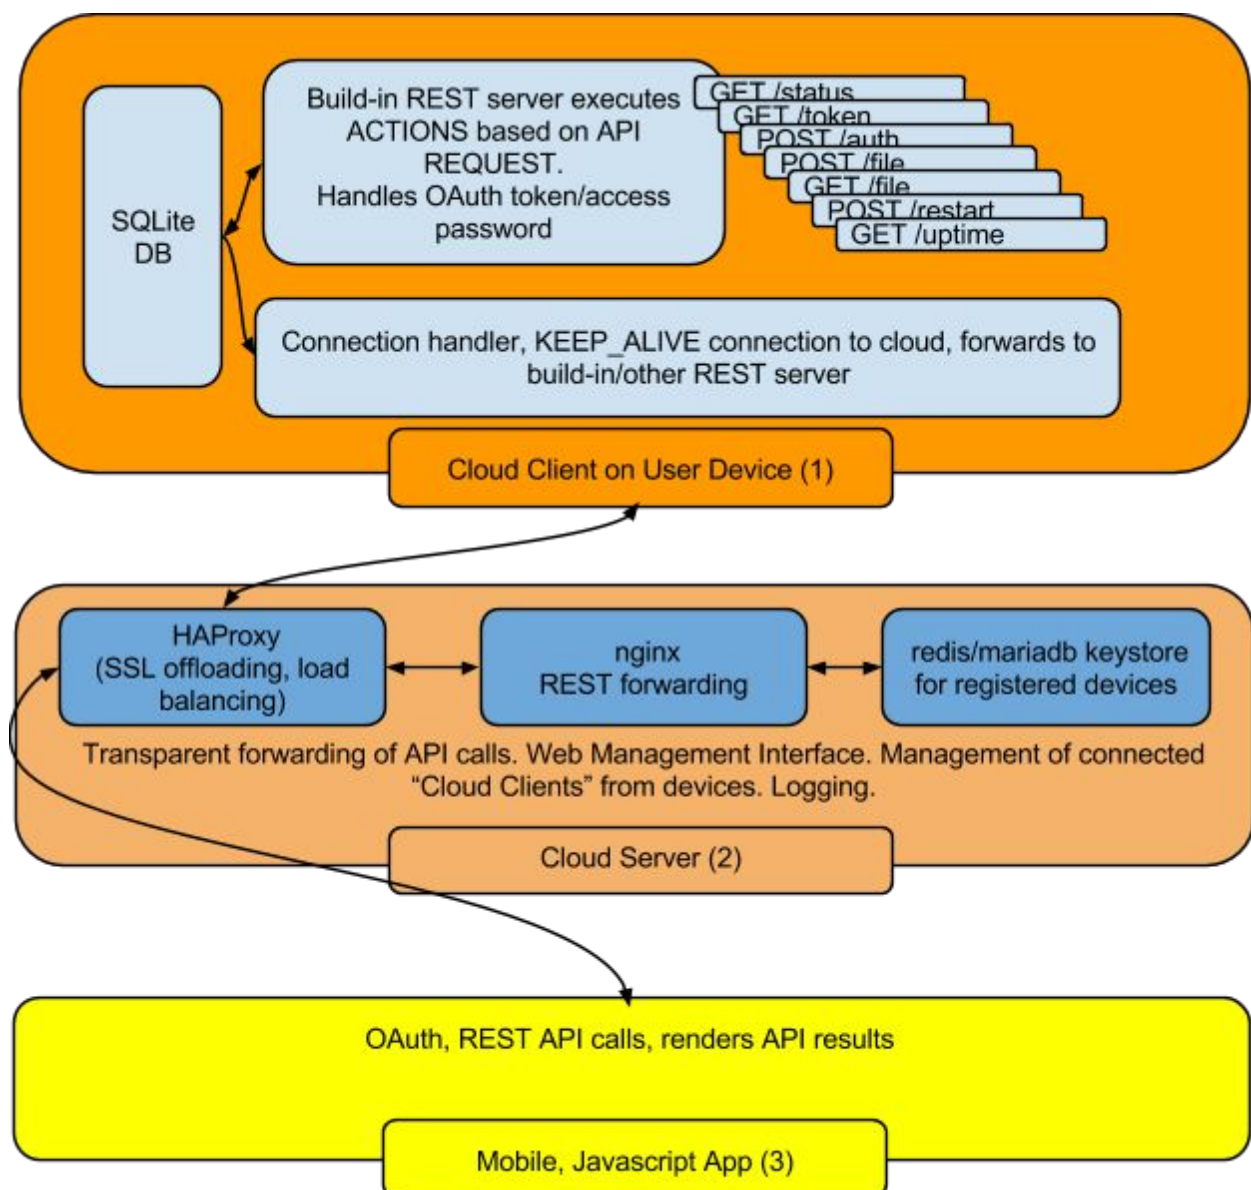 SQLite
DB
Build-in REST server executes
ACTIONS based on API
REQUEST.
Handles OAuth token/access
password
GET /status
GET /token
POST /auth
POST /file
GET /file
POST /restart
GET /uptime
Connection handler, KEEP_ALIVE connection to cloud, forwards to
build-in/other REST server
Cloud Client on User Device (1)
HAProxy
(SSL offloading, load
balancing)
nginx
REST forwarding
redis/mariadb keystore
for registered devices
Transparent forwarding of API calls. Web Management Interface. Management of connected
“Cloud Clients” from devices. Logging.
Cloud Server (2)
OAuth, REST API calls, renders API results
Mobile, Javascript App (3)